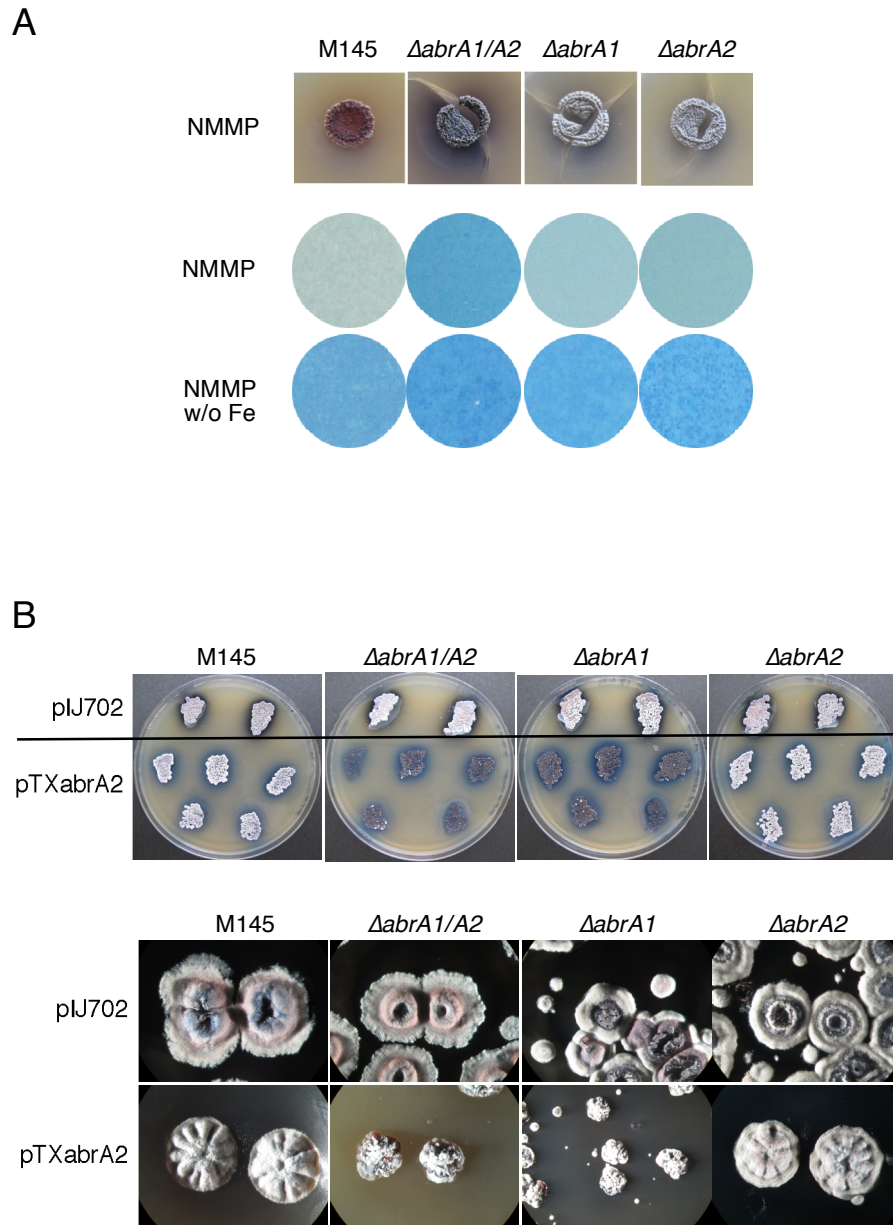 A
M145 ΔabrA1/A2 ΔabrA1 ΔabrA2
NMMP
NMMP
NMMP
w/o Fe
B
M145 ΔabrA1/A2 ΔabrA1 ΔabrA2
pIJ702
pTXabrA2
M145 ΔabrA1/A2 ΔabrA1 ΔabrA2
pIJ702
pTXabrA2